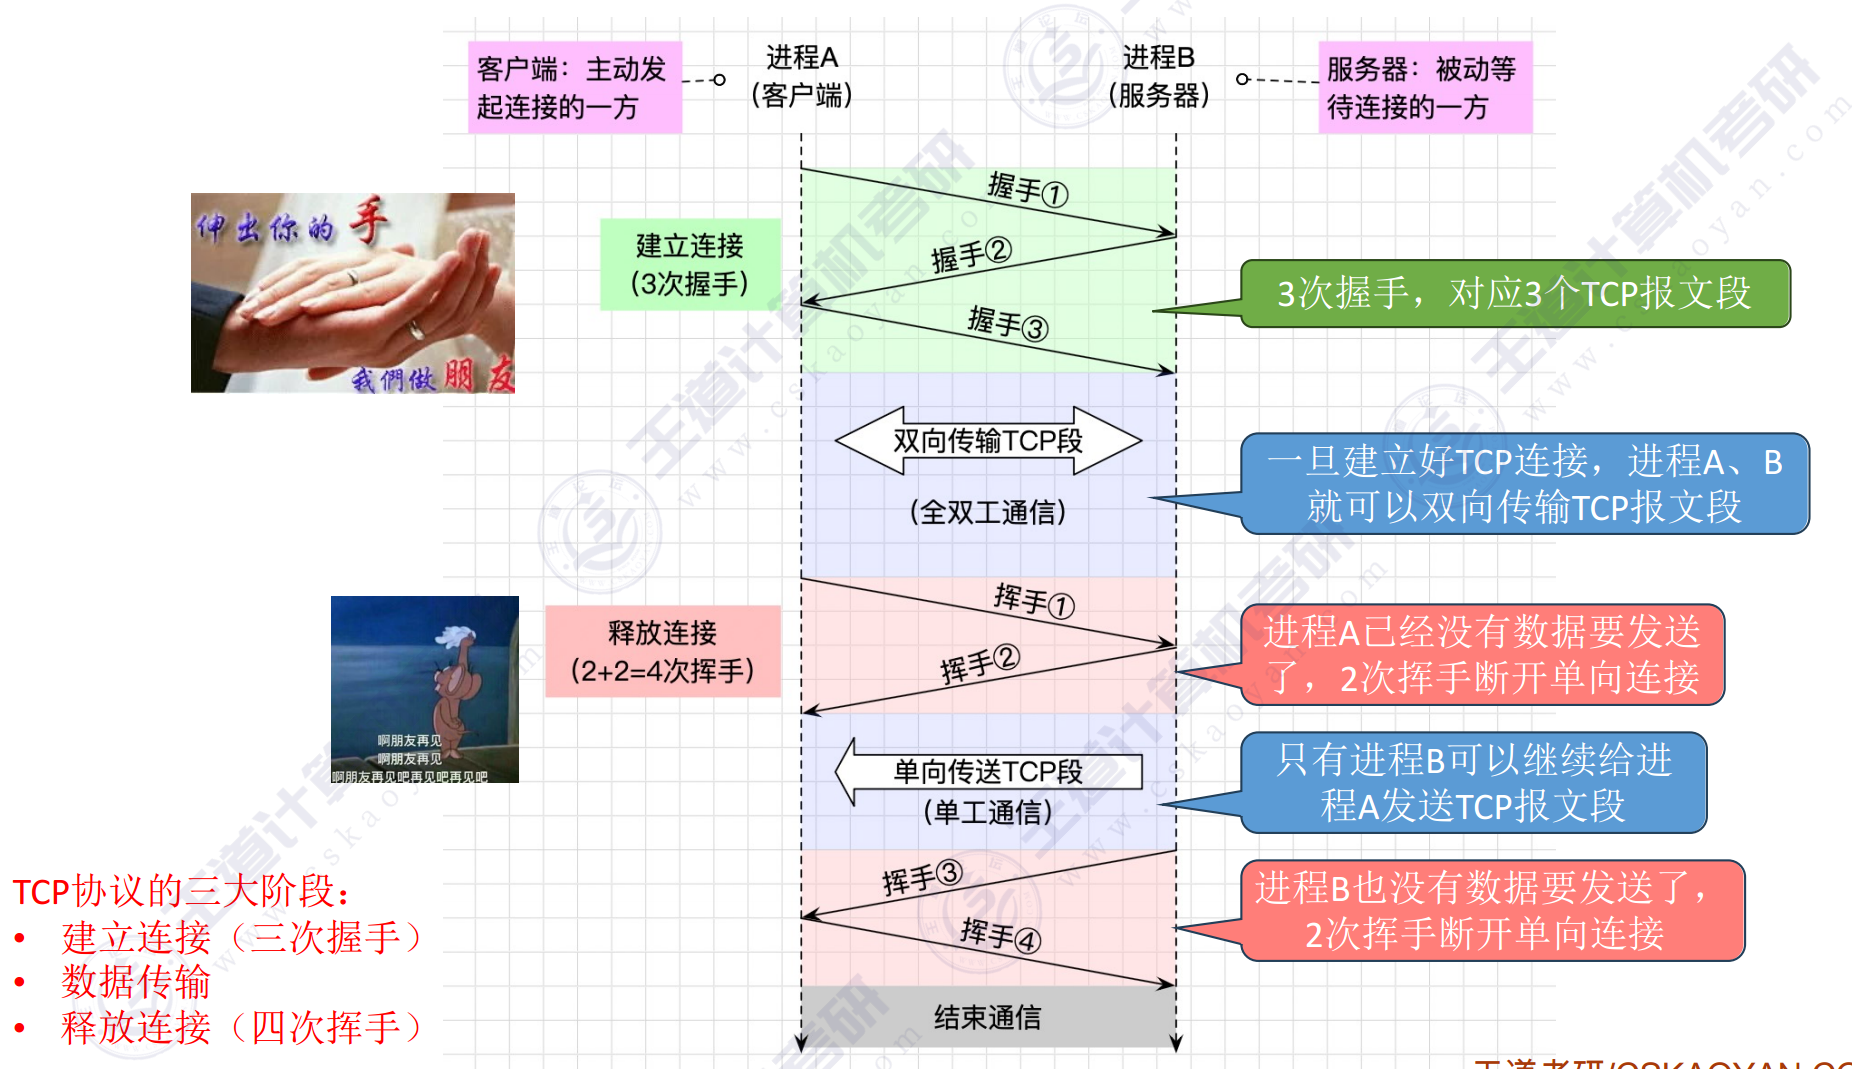 客户端：主动发
起连接的一方
进程A
（客户端）
进程B
（服务器）
服务器：被动等
待连接的一方
伸出你的手
我們做朋友
建立连接
（3次握手）
握手①
握手②
握手③
3次握手，对应3个TCP报文段
双向传输TCP段
（全双工通信）
一旦建立好TCP连接，进程A、B
就可以双向传输TCP报文段
释放连接
（2+2=4次挥手）
挥手①
挥手②
进程A已经没有数据要发送
了，2次挥手断开单向连接
啊朋友再见
啊朋友再见
啊朋友再见吧再见吧再见吧
单向传送TCP段
（单工通信）
只有进程B可以继续给进
程A发送TCP报文段
挥手③
挥手④
进程B也没有数据要发送了，
2次挥手断开单向连接
结束通信
TCP协议的三大阶段：
• 建立连接（三次握手）
• 数据传输
• 释放连接（四次挥手）
王道计算机考研
www.cskaoyan.com